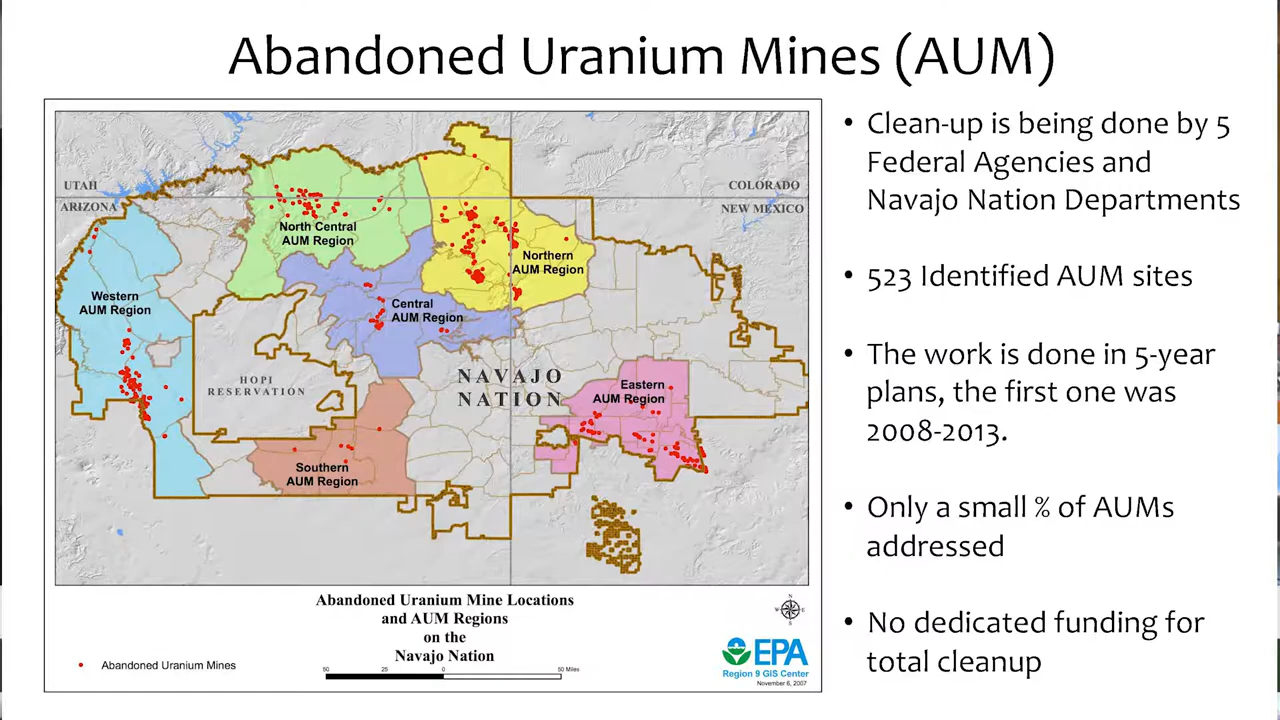 Abandoned Uranium Mines (AUM)
UTAH
ARIZONA
COLORADO
NEW MEXICO
North Central
AUM Region
Northern
AUM Region
Western
AUM Region
Central
AUM Region
HOPI
RESERVATION
NAVAJO
NATION
Eastern
AUM Region
Southern
AUM Region
Abandoned Uranium Mine Locations
and AUM Regions
on the
Navajo Nation
Abandoned Uranium Mines
50 25 0 50 Miles
N
W E
S
EPA
Region 9 GIS Center
November 6, 2007
• Clean-up is being done by 5
Federal Agencies and
Navajo Nation Departments
• 523 Identified AUM sites
• The work is done in 5-year
plans, the first one was
2008-2013.
• Only a small % of AUMs
addressed
• No dedicated funding for
total cleanup